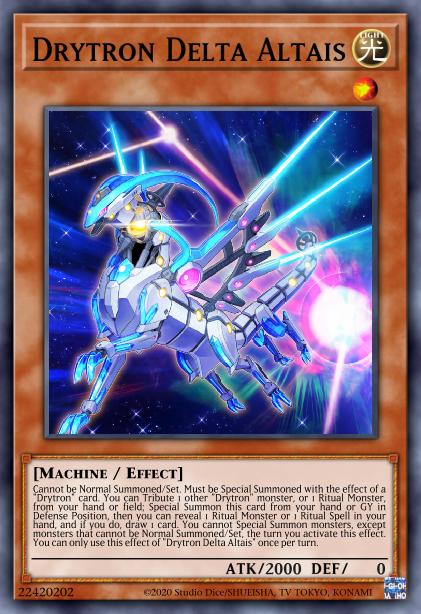 DRYTRON DELTA ALTAIS
LIGHT
光
[MACHINE / EFFECT]
Cannot be Normal Summoned/Set. Must be Special Summoned with the effect of a
"Drytron" card. You can Tribute 1 other "Drytron" monster, or 1 Ritual Monster,
from your hand or field; Special Summon this card from your hand or GY in
Defense Position, then you can reveal 1 Ritual Monster or 1 Ritual Spell in your
hand, and if you do, draw 1 card. You cannot Special Summon monsters, except
monsters that cannot be Normal Summoned/Set, the turn you activate this effect.
You can only use this effect of "Drytron Delta Altais" once per turn.
ATK/2000 DEF/ 0
22420202 ©2020 Studio Dice/SHUEISHA, TV TOKYO, KONAMI